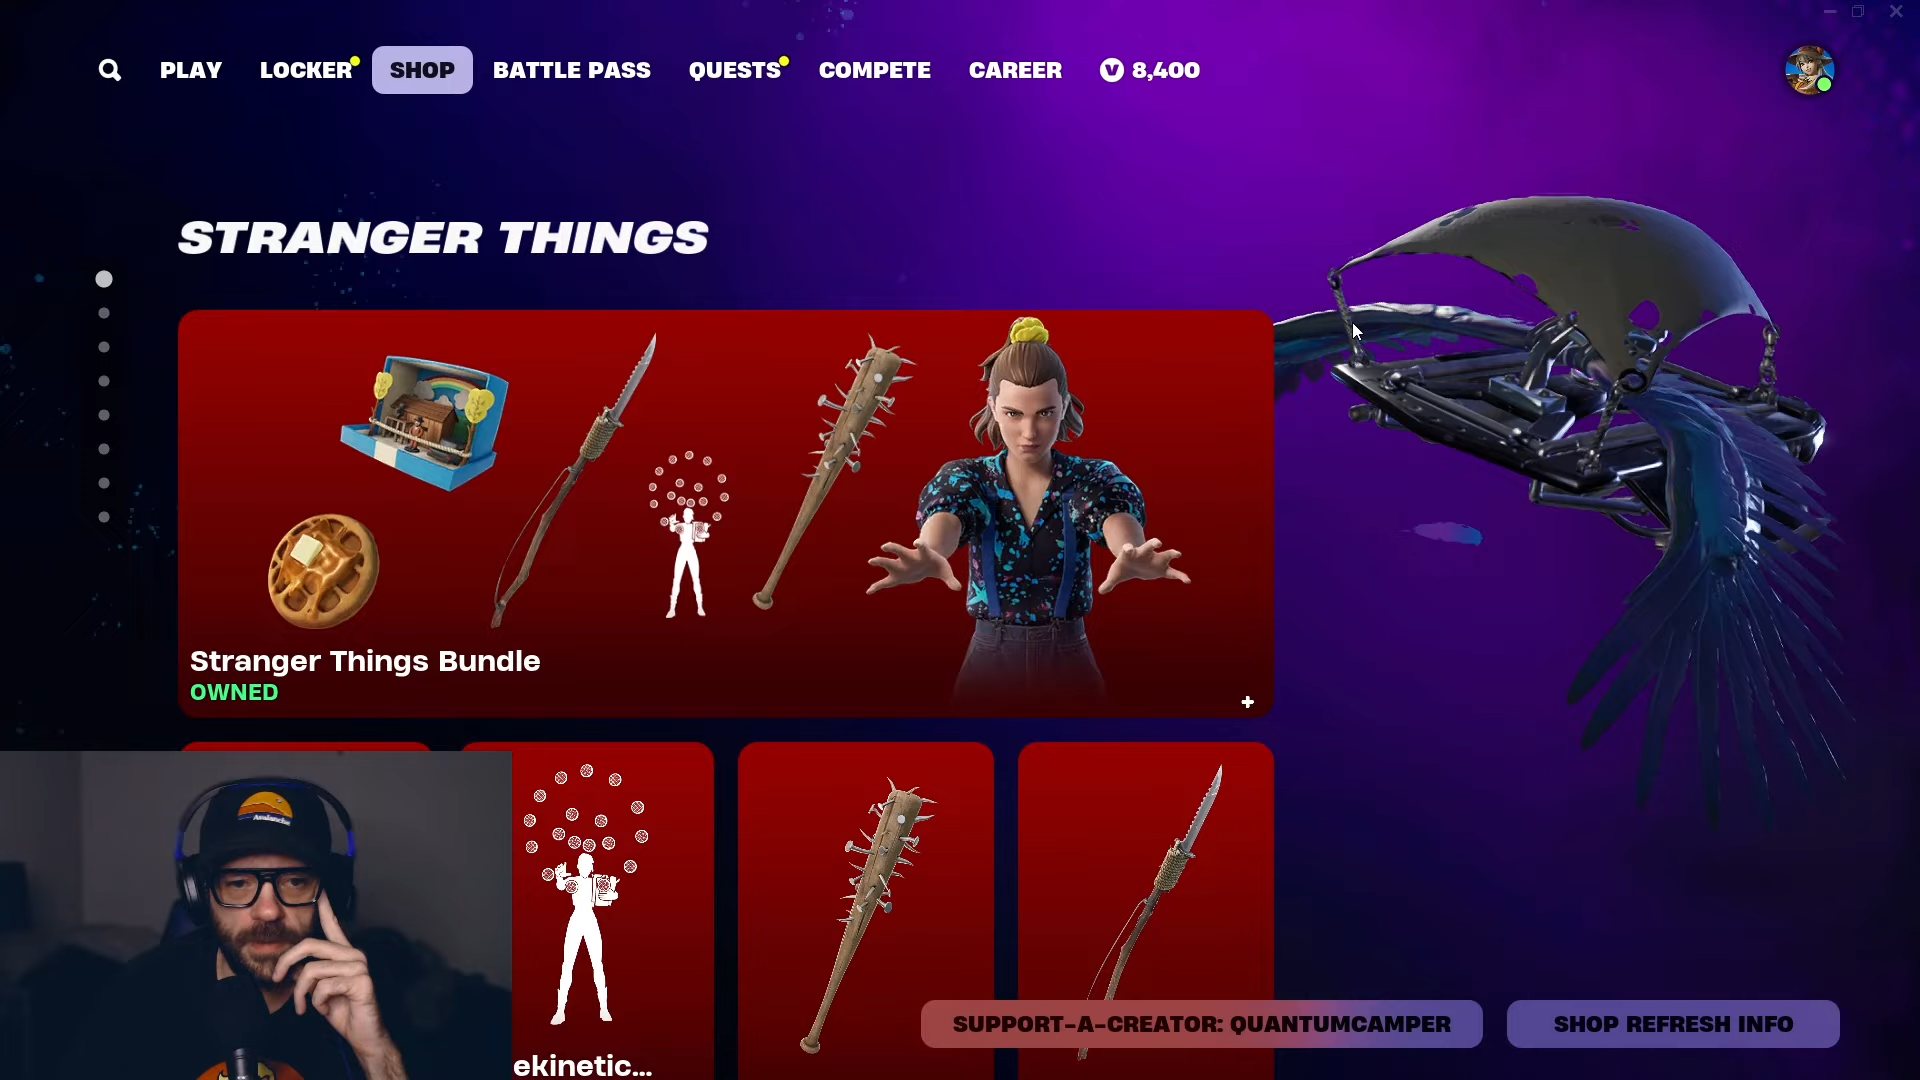 PLAY
LOCKER
SHOP
BATTLE PASS
QUESTS
COMPETE
CAREER
V 8,400
STRANGER THINGS
Stranger Things Bundle
OWNED
+
Avalanche
ekinetic...
SUPPORT-A-CREATOR: QUANTUMCAMPER
SHOP REFRESH INFO